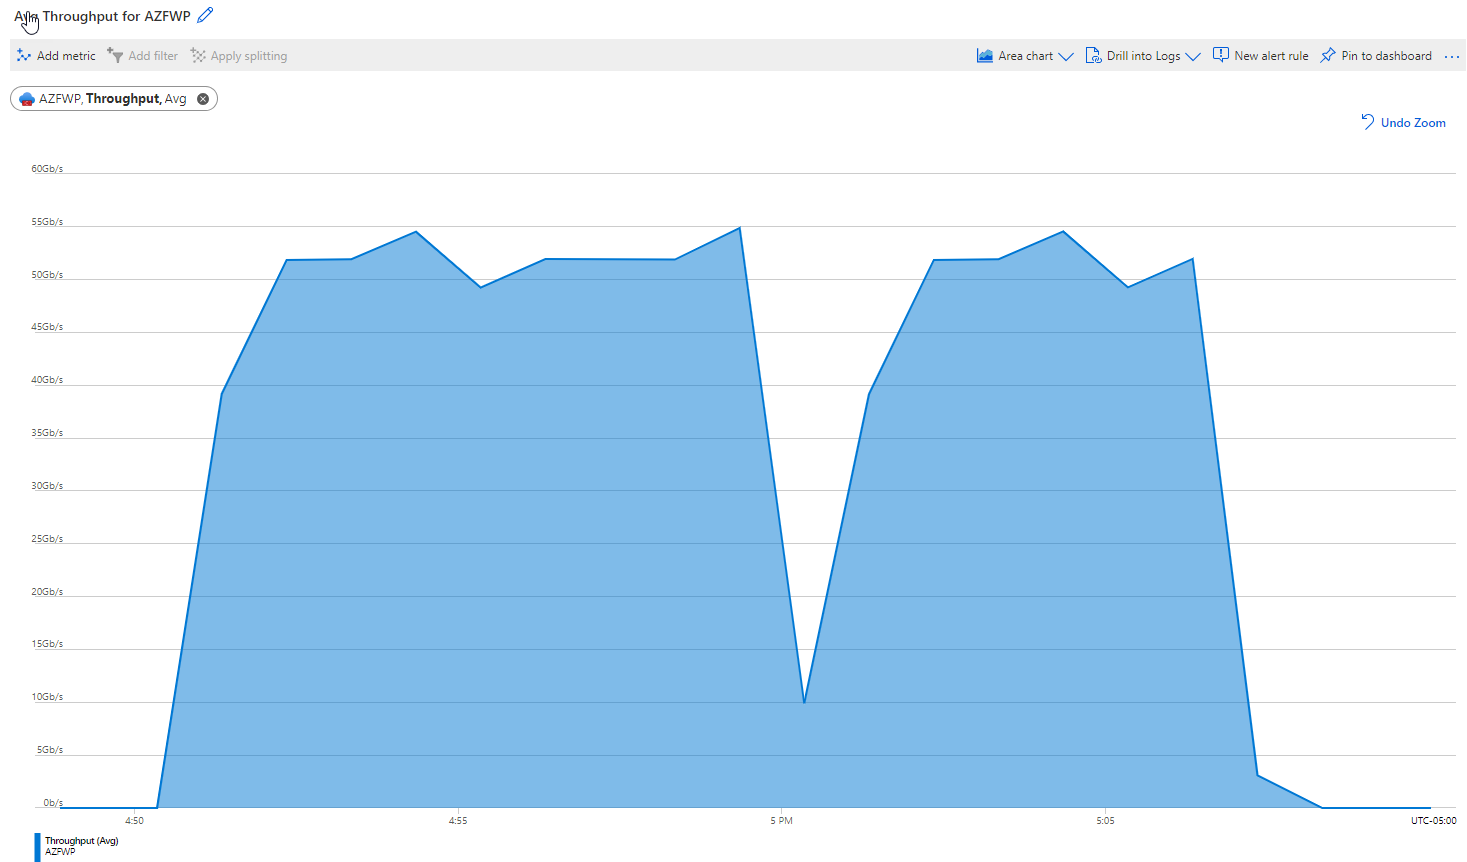 Avg Throughput for AZFWP
Add metric Add filter Apply splitting Area chart Drill into Logs New alert rule Pin to dashboard ...
AZFWP, Throughput, Avg
Undo Zoom
60Gb/s
55Gb/s
50Gb/s
45Gb/s
40Gb/s
35Gb/s
30Gb/s
25Gb/s
20Gb/s
15Gb/s
10Gb/s
5Gb/s
0b/s
4:50 4:55 5 PM 5:05 UTC-05:00
Throughput (Avg)
AZFWP